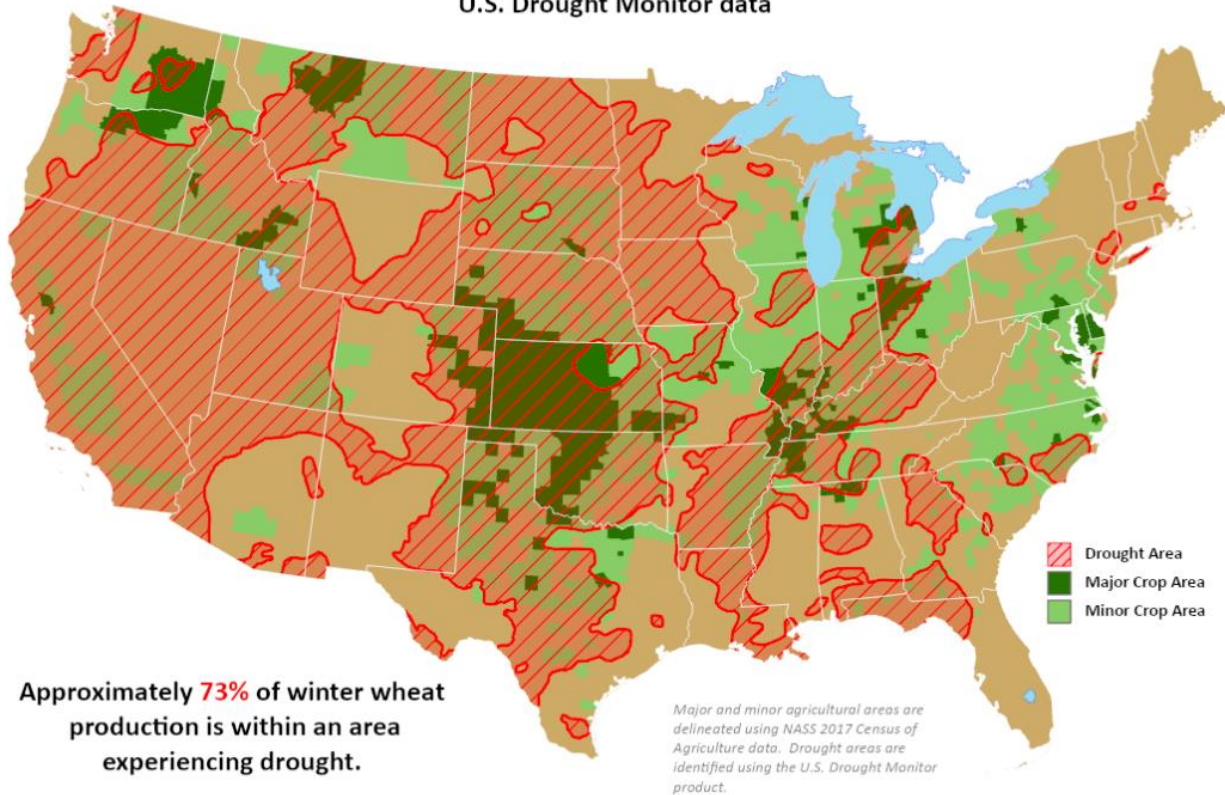 U.S. Drought Monitor data
Drought Area
Major Crop Area
Minor Crop Area
Approximately 73% of winter wheat
production is within an area
experiencing drought.
Major and minor agricultural areas are
delineated using NASS 2017 Census of
Agriculture data. Drought areas are
identified using the U.S. Drought Monitor
product.